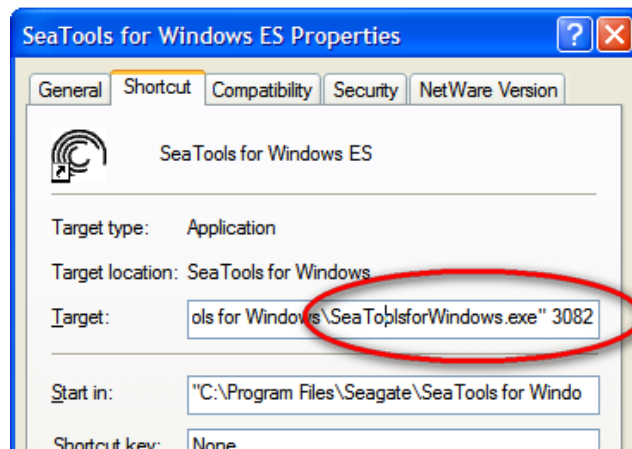 SeaTools for Windows ES Properties
General Shortcut Compatibility Security NetWare Version
SeaTools for Windows ES
Target type: Application
Target location: SeaTools for Windows
Target: ols for Windows\SeaToolsforWindows.exe" 3082
Start in: "C:\Program Files\Seagate\SeaTools for Windo
Shortcut key: None